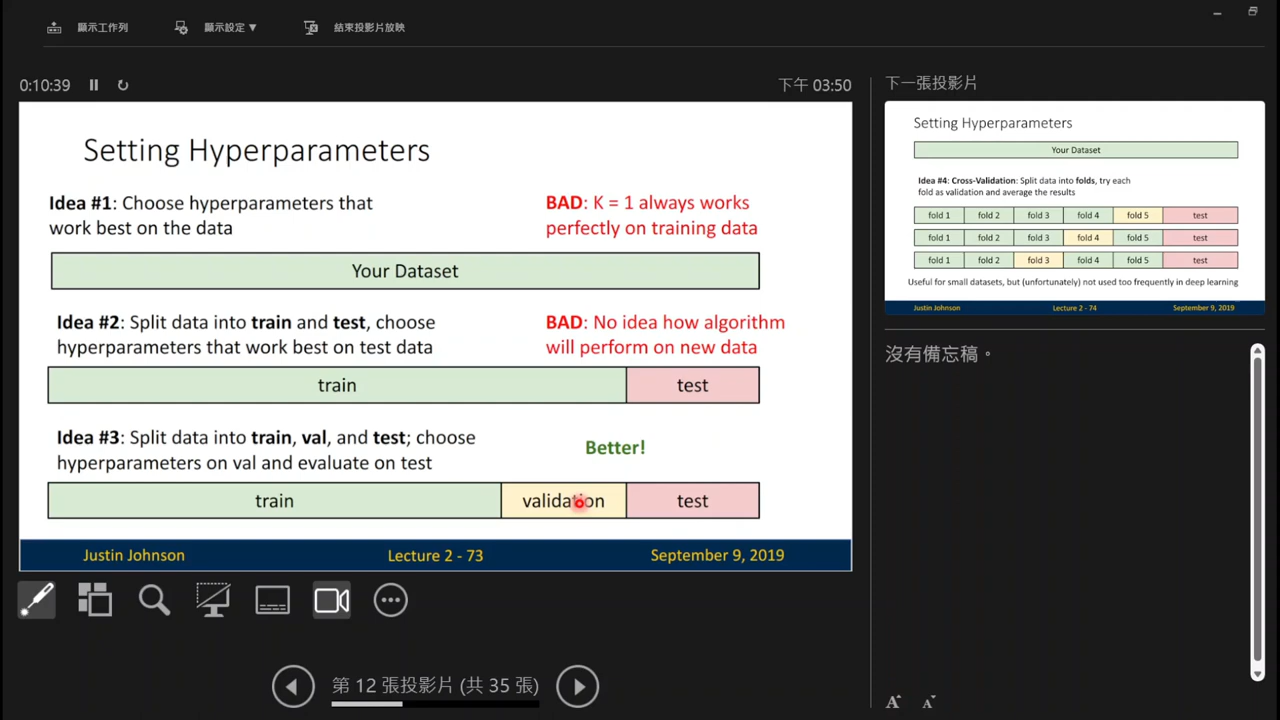 顯示工作列 顯示設定▼ 結束投影片放映
0:10:39 下午 03:50
Setting Hyperparameters
Idea #1: Choose hyperparameters that
work best on the data
BAD: K = 1 always works
perfectly on training data
Your Dataset
Idea #2: Split data into train and test, choose
hyperparameters that work best on test data
BAD: No idea how algorithm
will perform on new data
train test
Idea #3: Split data into train, val, and test; choose
hyperparameters on val and evaluate on test
Better!
train validation test
Justin Johnson Lecture 2 - 73 September 9, 2019
第 12 張投影片 (共 35 張)
下一張投影片
Setting Hyperparameters
Your Dataset
Idea #4: Cross-Validation: Split data into folds, try each
fold as validation and average the results
fold 1 fold 2 fold 3 fold 4 fold 5 test
fold 1 fold 2 fold 3 fold 4 fold 5 test
fold 1 fold 2 fold 3 fold 4 fold 5 test
Useful for small datasets, but (unfortunately) not used too frequently in deep learning
Justin Johnson Lecture 2 - 74 September 9, 2019
沒有備忘稿。
A A